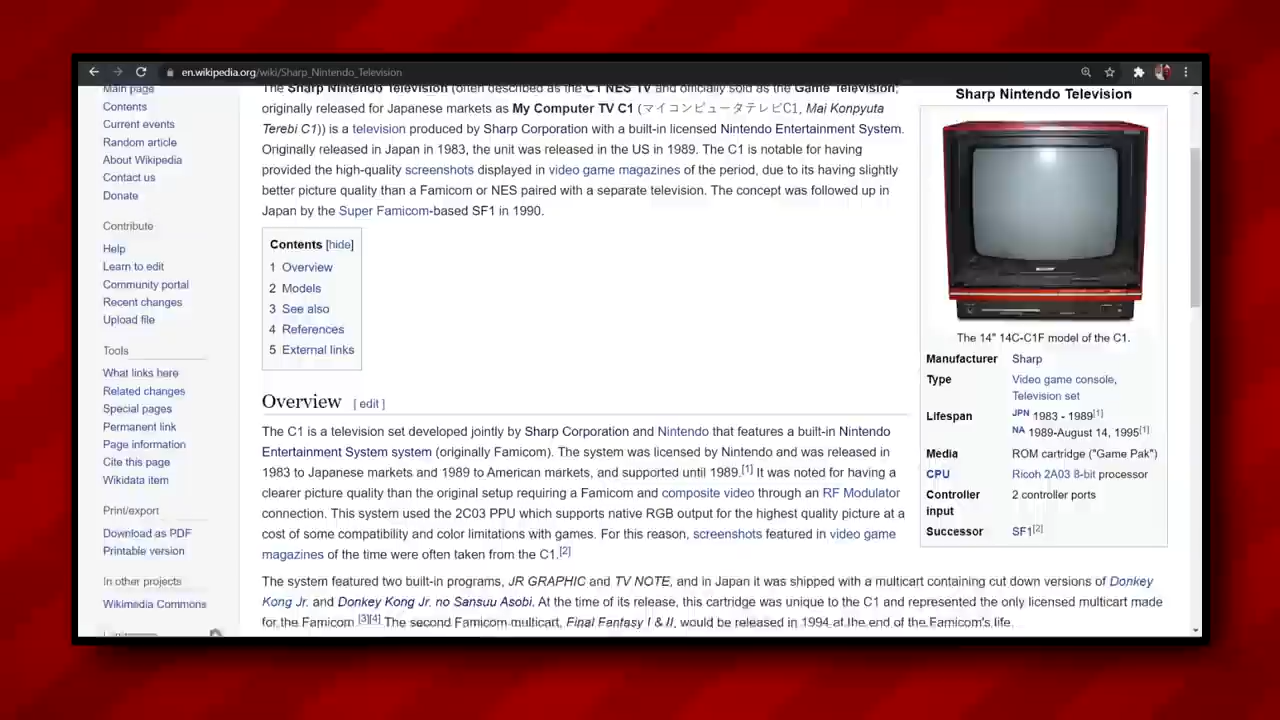 en.wikipedia.org/wiki/Sharp_Nintendo_Television
Main page
Contents
Current events
Random article
About Wikipedia
Contact us
Donate
Contribute
Help
Learn to edit
Community portal
Recent changes
Upload file
Tools
What links here
Related changes
Special pages
Permanent link
Page information
Cite this page
Wikidata item
Print/export
Download as PDF
Printable version
In other projects
Wikimedia Commons
The Sharp Nintendo Television (often described as the C1 NES TV and officially sold as the Game Television;
originally released for Japanese markets as My Computer TV C1 (マイコンピュータテレビC1, Mai Konpyuta
Terebi C1)) is a television produced by Sharp Corporation with a built-in licensed Nintendo Entertainment System.
Originally released in Japan in 1983, the unit was released in the US in 1989. The C1 is notable for having
provided the high-quality screenshots displayed in video game magazines of the period, due to its having slightly
better picture quality than a Famicom or NES paired with a separate television. The concept was followed up in
Japan by the Super Famicom-based SF1 in 1990.
Contents [hide]
1 Overview
2 Models
3 See also
4 References
5 External links
Overview [ edit ]
The C1 is a television set developed jointly by Sharp Corporation and Nintendo that features a built-in Nintendo
Entertainment System system (originally Famicom). The system was licensed by Nintendo and was released in
1983 to Japanese markets and 1989 to American markets, and supported until 1989.[1] It was noted for having a
clearer picture quality than the original setup requiring a Famicom and composite video through an RF Modulator
connection. This system used the 2C03 PPU which supports native RGB output for the highest quality picture at a
cost of some compatibility and color limitations with games. For this reason, screenshots featured in video game
magazines of the time were often taken from the C1.[2]
The system featured two built-in programs, JR GRAPHIC and TV NOTE, and in Japan it was shipped with a multicart containing cut down versions of Donkey
Kong Jr. and Donkey Kong Jr. no Sansuu Asobi. At the time of its release, this cartridge was unique to the C1 and represented the only licensed multicart made
for the Famicom.[3][4] The second Famicom multicart, Final Fantasy I & II, would be released in 1994 at the end of the Famicom's life.
Sharp Nintendo Television
The 14" 14C-C1F model of the C1.
Manufacturer Sharp
Type Video game console,
Television set
Lifespan JPN 1983 - 1989[1]
NA 1989-August 14, 1995[1]
Media ROM cartridge ("Game Pak")
CPU Ricoh 2A03 8-bit processor
Controller 2 controller ports
input
Successor SF1[2]